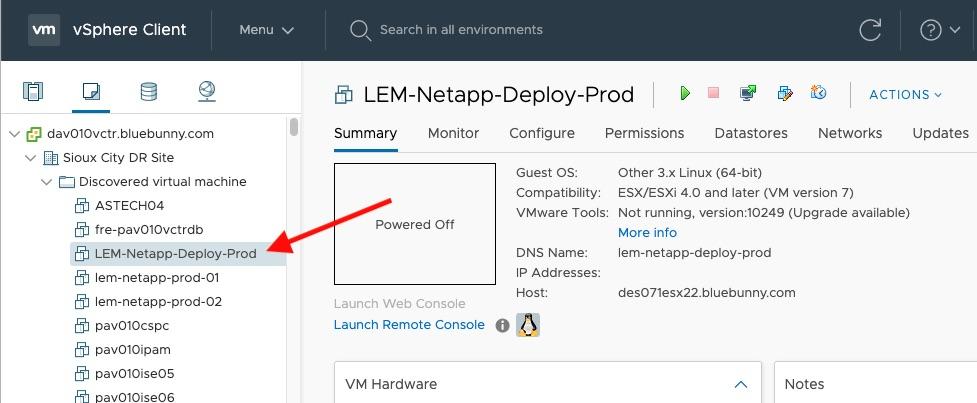 vm vSphere Client Menu Search in all environments
dav010vctr.bluebunny.com
Sioux City DR Site
Discovered virtual machine
ASTECH04
fre-pav010vctrdb
LEM-Netapp-Deploy-Prod
lem-netapp-prod-01
lem-netapp-prod-02
pav010cspc
pav010ipam
pav010ise05
pav010ise06
LEM-Netapp-Deploy-Prod ACTIONS
Summary Monitor Configure Permissions Datastores Networks Updates
Powered Off
Launch Web Console
Launch Remote Console
Guest OS: Other 3.x Linux (64-bit)
Compatibility: ESX/ESXi 4.0 and later (VM version 7)
VMware Tools: Not running, version:10249 (Upgrade available)
More info
DNS Name: lem-netapp-deploy-prod
IP Addresses:
Host: des071esx22.bluebunny.com
VM Hardware
Notes